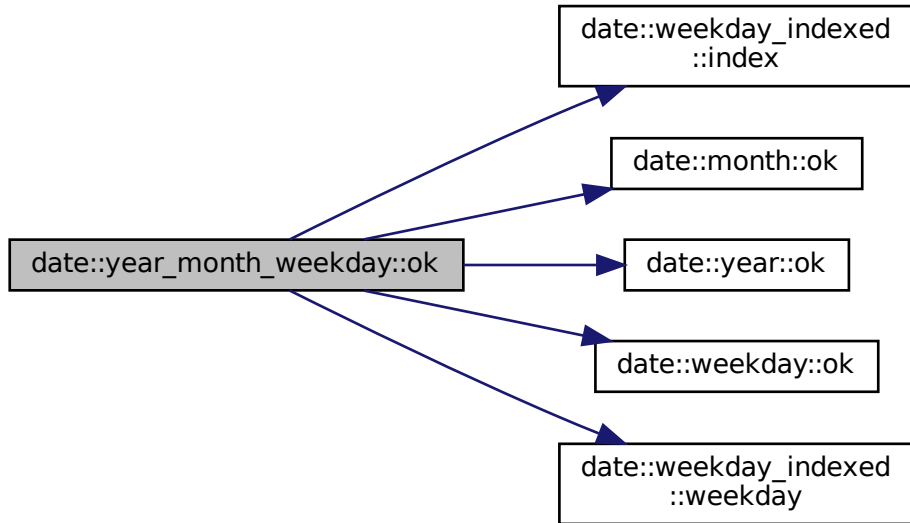 date::year_month_weekday::ok
date::weekday_indexed
::index
date::month::ok
date::year::ok
date::weekday::ok
date::weekday_indexed
::weekday